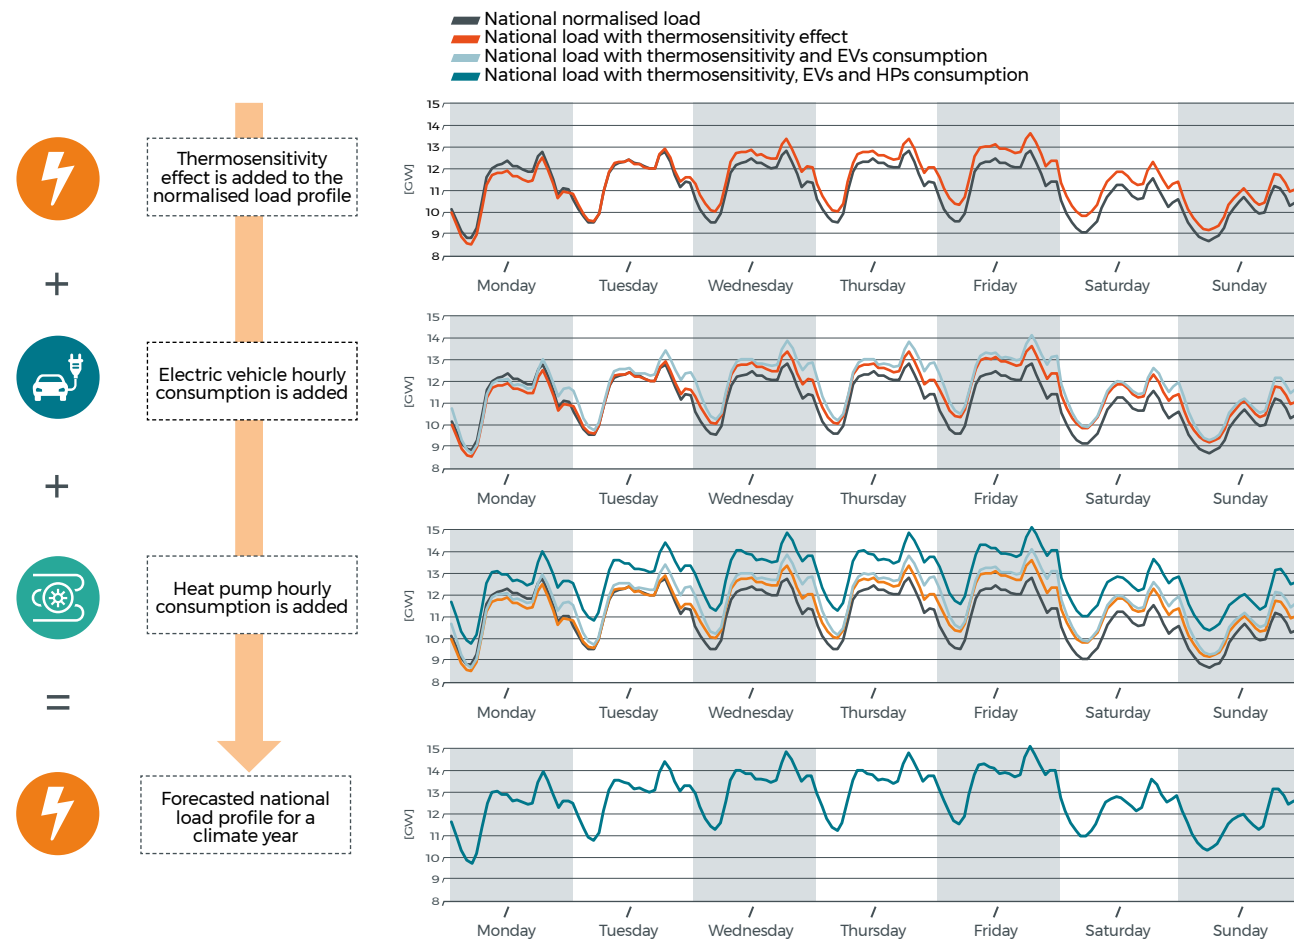 National normalised load
National load with thermosensitivity effect
National load with thermosensitivity and EVs consumption
National load with thermosensitivity, EVs and HPs consumption
Thermosensitivity
effect is added to the
normalised load profile
[GW]
15
14
13
12
11
10
9
8
Monday
Tuesday
Wednesday
Thursday
Friday
Saturday
Sunday
+
Electric vehicle hourly
consumption is added
[GW]
15
14
13
12
11
10
9
8
Monday
Tuesday
Wednesday
Thursday
Friday
Saturday
Sunday
+
Heat pump hourly
consumption is added
[GW]
15
14
13
12
11
10
9
8
Monday
Tuesday
Wednesday
Thursday
Friday
Saturday
Sunday
=
Forecasted national
load profile for a
climate year
[GW]
15
14
13
12
11
10
9
8
Monday
Tuesday
Wednesday
Thursday
Friday
Saturday
Sunday